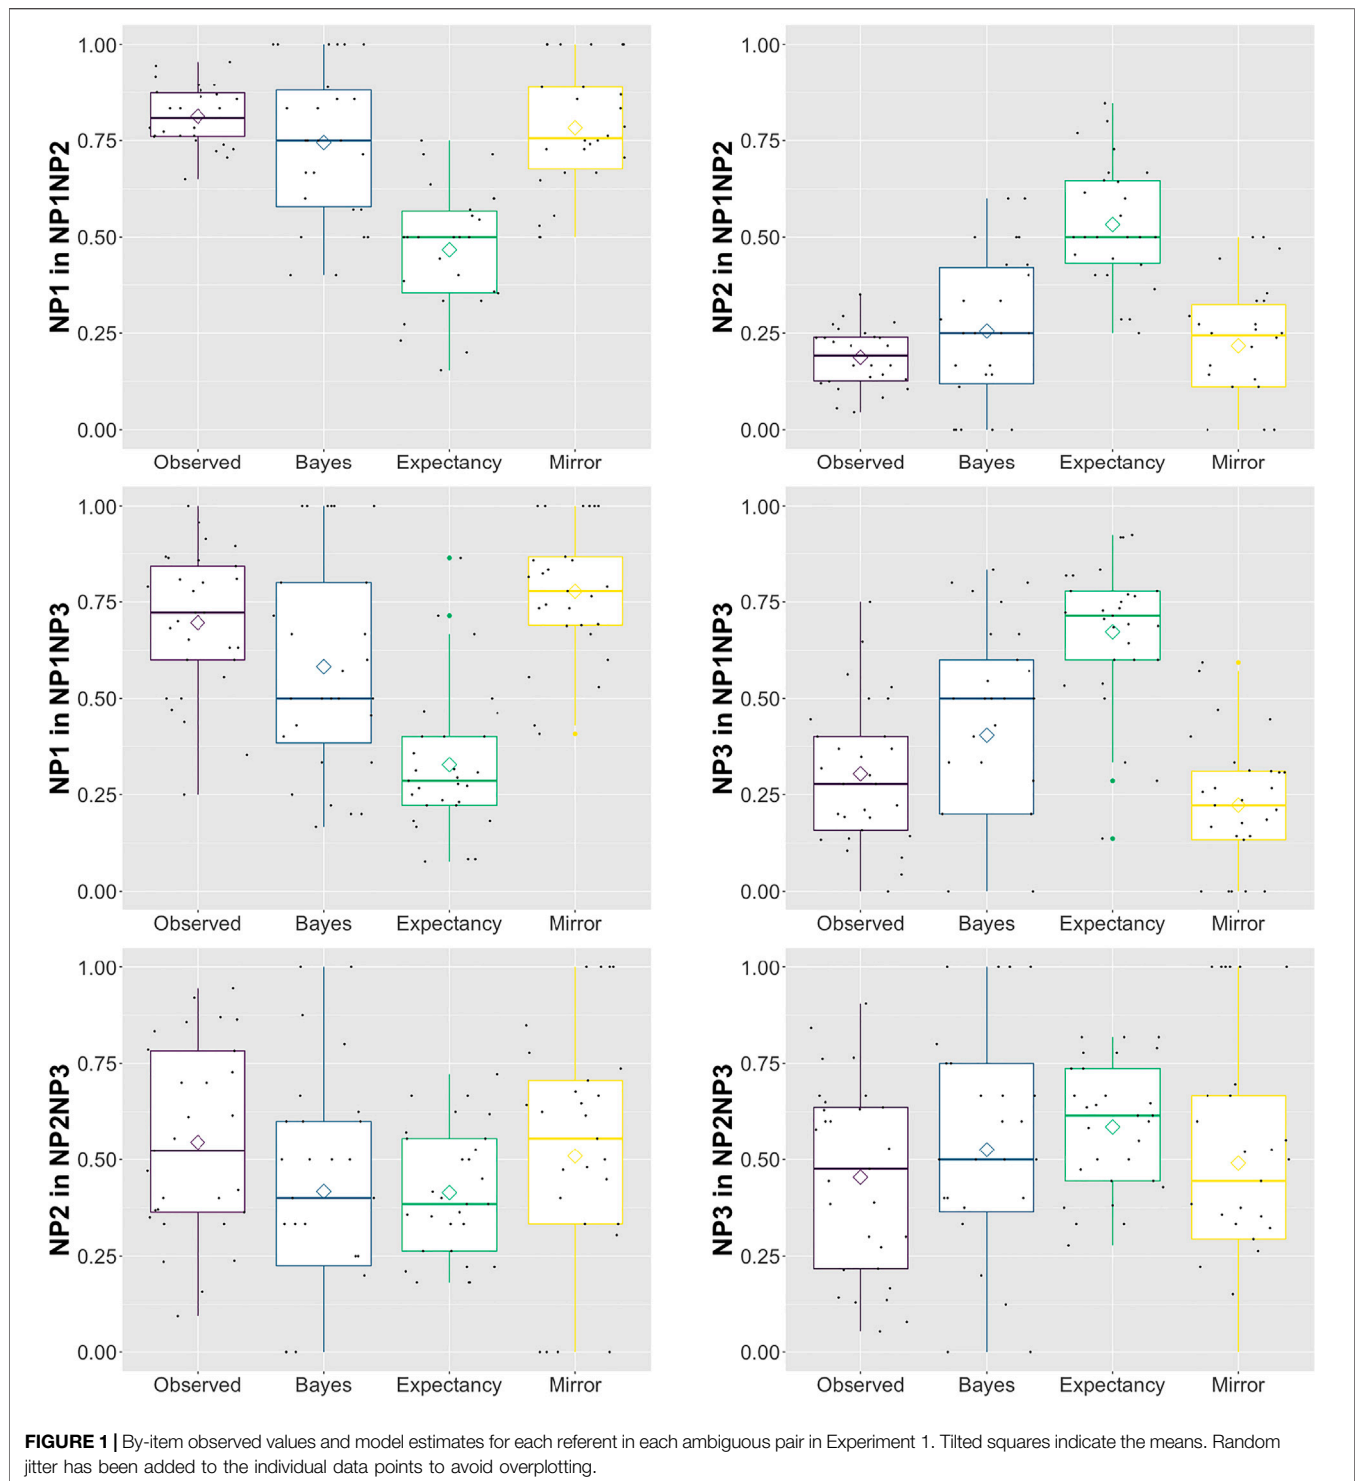 NP1 in NP1NP2
1.00
0.75
0.50
0.25
0.00
Observed Bayes Expectancy Mirror
NP2 in NP1NP2
1.00
0.75
0.50
0.25
0.00
Observed Bayes Expectancy Mirror
NP1 in NP1NP3
1.00
0.75
0.50
0.25
0.00
Observed Bayes Expectancy Mirror
NP3 in NP1NP3
1.00
0.75
0.50
0.25
0.00
Observed Bayes Expectancy Mirror
NP2 in NP2NP3
1.00
0.75
0.50
0.25
0.00
Observed Bayes Expectancy Mirror
NP3 in NP2NP3
1.00
0.75
0.50
0.25
0.00
Observed Bayes Expectancy Mirror
FIGURE 1 | By-item observed values and model estimates for each referent in each ambiguous pair in Experiment 1. Tilted squares indicate the means. Random
jitter has been added to the individual data points to avoid overplotting.